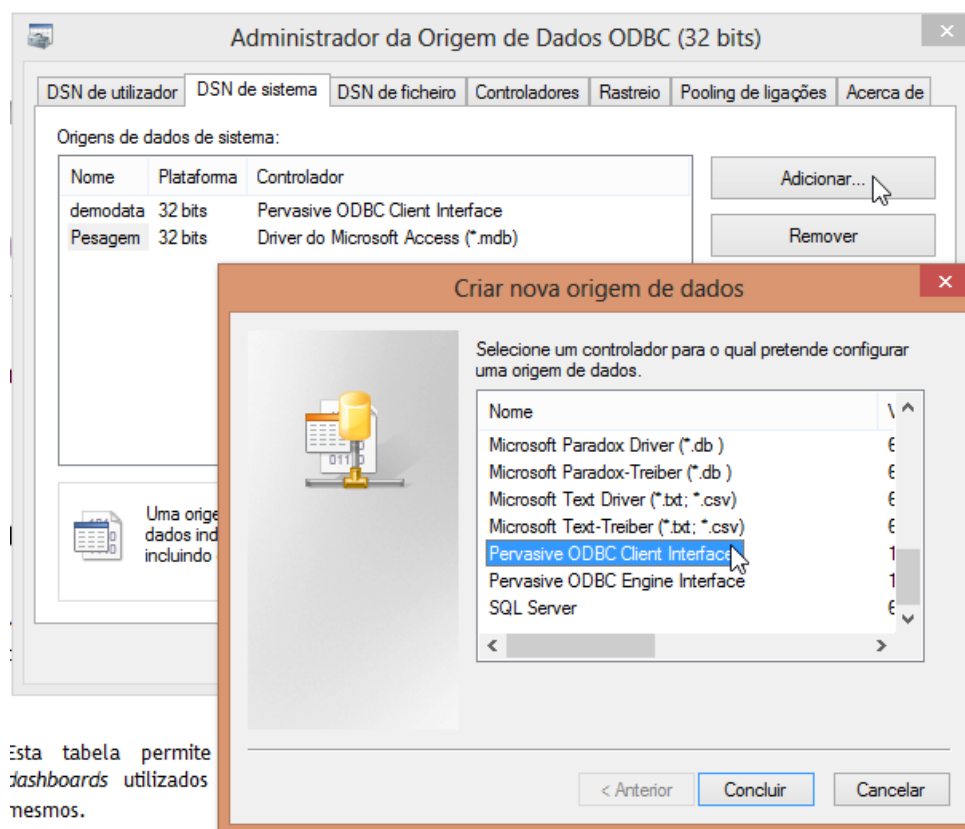 Administrador da Origem de Dados ODBC (32 bits)
DSN de utilizador DSN de sistema DSN de ficheiro Controladores Rastreio Pooling de ligações Acerca de
Origens de dados de sistema:
Nome Plataforma Controlador
demodata 32 bits Pervasive ODBC Client Interface
Pesagem 32 bits Driver do Microsoft Access (*.mdb)
Adicionar...
Remover
Uma orige
dados ind
incluindo
Criar nova origem de dados
Selecione um controlador para o qual pretende configurar
uma origem de dados.
Nome
Microsoft Paradox Driver (*.db )
Microsoft Paradox-Treiber (*.db )
Microsoft Text Driver (*.txt; *.csv)
Microsoft Text-Treiber (*.txt; *.csv)
Pervasive ODBC Client Interface
Pervasive ODBC Engine Interface
SQL Server
< Anterior Concluir Cancelar
Esta tabela permite
dashboards utilizados
mesmos.